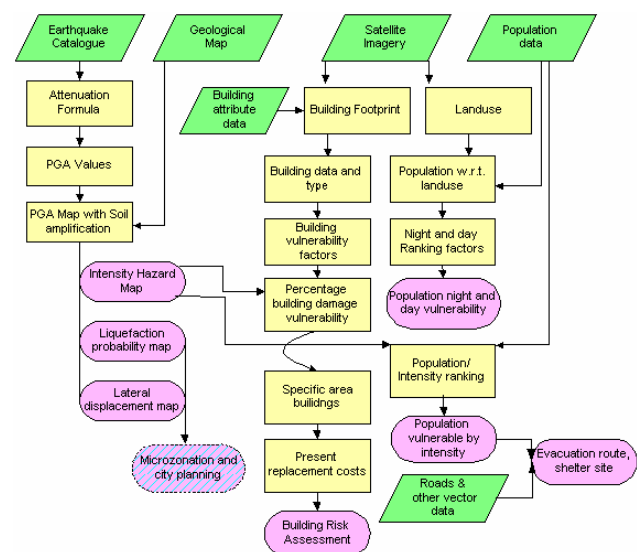 Earthquake
Catalogue
Geological
Map
Satellite
Imagery
Population
data
Attenuation
Formula
Building
attribute
data
Building Footprint
Landuse
PGA Values
Building data and
type
Population w.r.t.
landuse
PGA Map with Soil
amplification
Building
vulnerability
factors
Night and day
Ranking factors
Intensity Hazard
Map
Percentage
building damage
vulnerability
Population night and
day vulnerability
Liquefaction
probability map
Population/
Intensity ranking
Lateral
displacement map
Specific area
buildings
Population
vulnerable by
intensity
Evacuation route,
shelter site
Microzonation and
city planning
Present
replacement costs
Roads &
other vector
data
Building Risk
Assessment